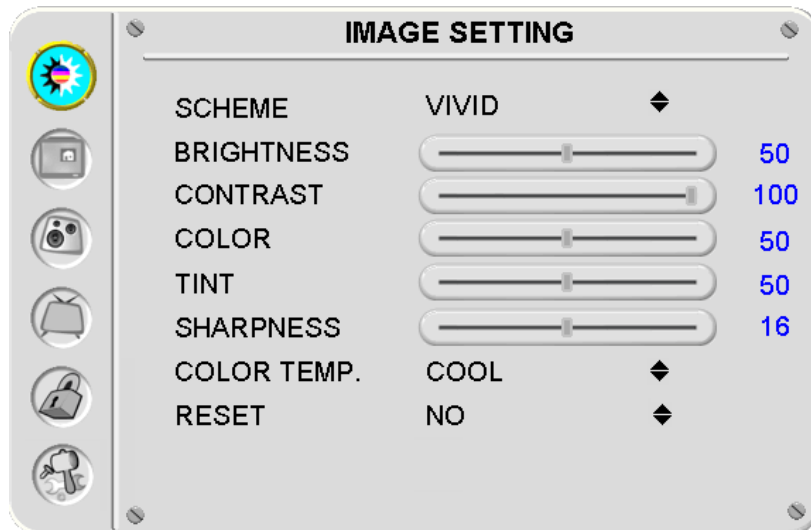 IMAGE SETTING
SCHEME VIVID
BRIGHTNESS 50
CONTRAST 100
COLOR 50
TINT 50
SHARPNESS 16
COLOR TEMP. COOL
RESET NO